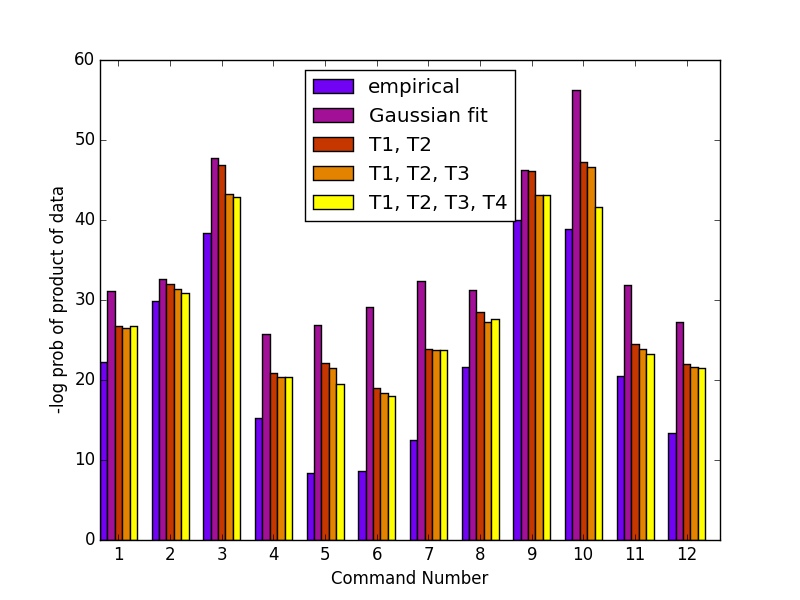 60
50
40
30
20
10
0
-log prob of product of data
empirical
Gaussian fit
T1, T2
T1, T2, T3
T1, T2, T3, T4
1 2 3 4 5 6 7 8 9 10 11 12
Command Number